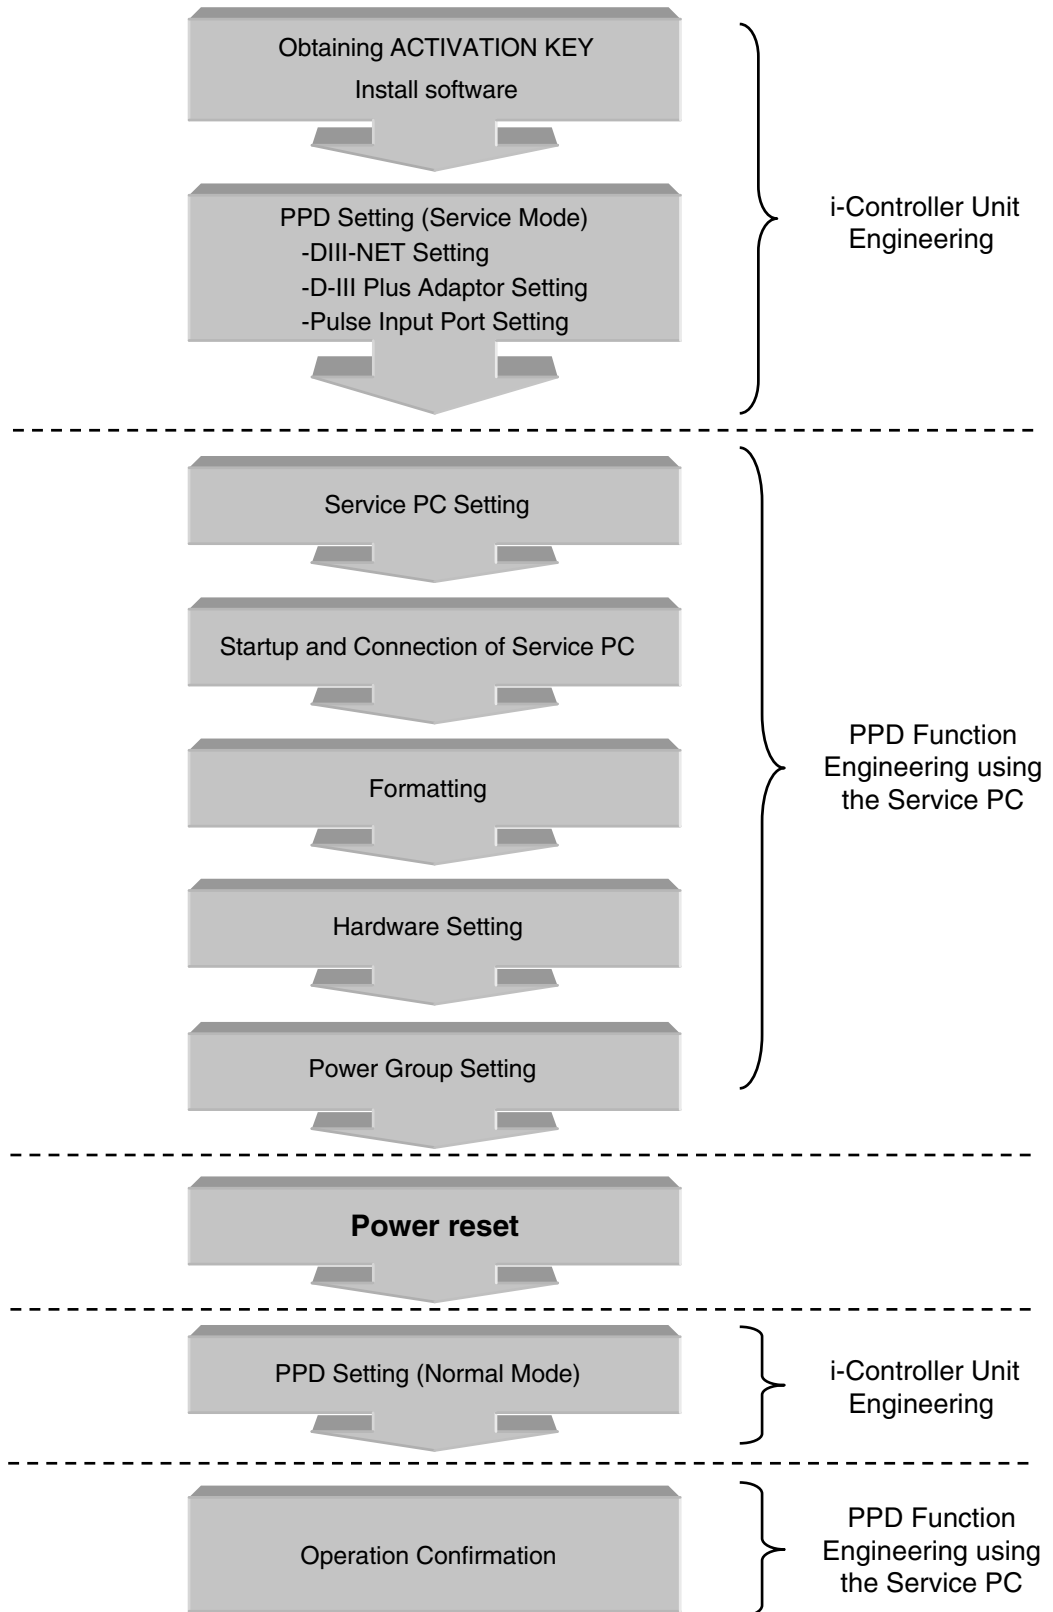 Obtaining ACTIVATION KEY
Install software
PPD Setting (Service Mode)
-DIII-NET Setting
-D-III Plus Adaptor Setting
-Pulse Input Port Setting
i-Controller Unit
Engineering
Service PC Setting
Startup and Connection of Service PC
Formatting
Hardware Setting
Power Group Setting
PPD Function
Engineering using
the Service PC
Power reset
PPD Setting (Normal Mode)
i-Controller Unit
Engineering
Operation Confirmation
PPD Function
Engineering using
the Service PC